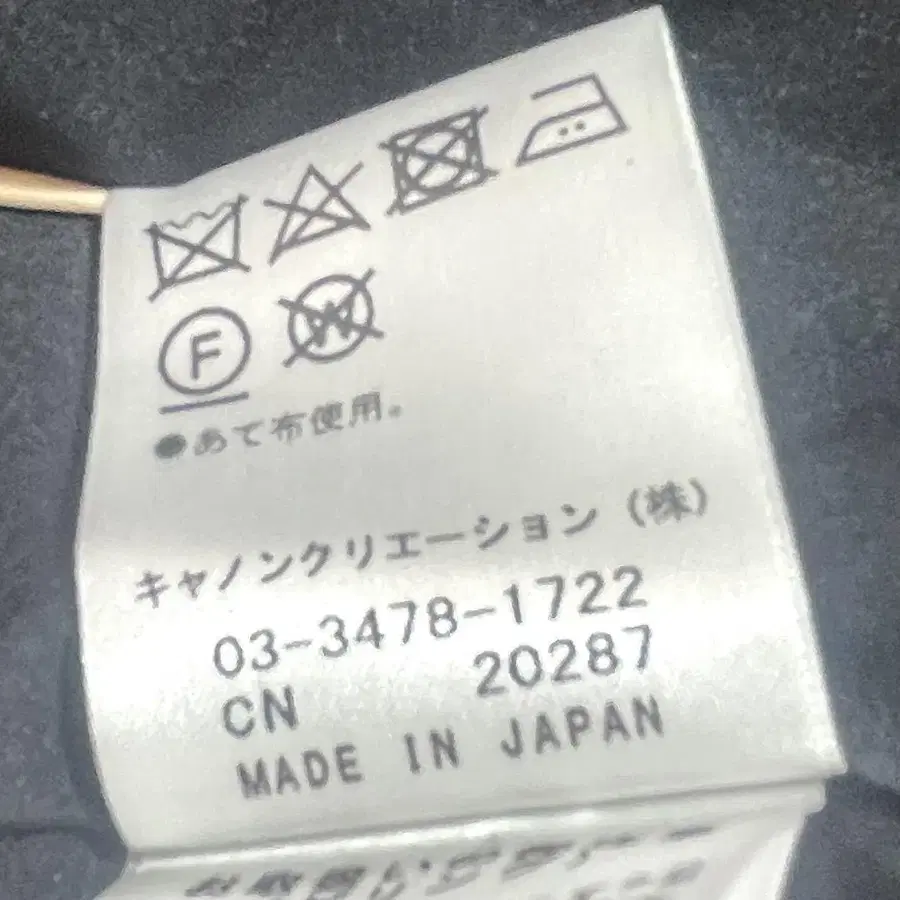 F W
●あて布使用。
キャノンクリエーション (株)
03-3478-1722
CN 20287
MADE IN JAPAN